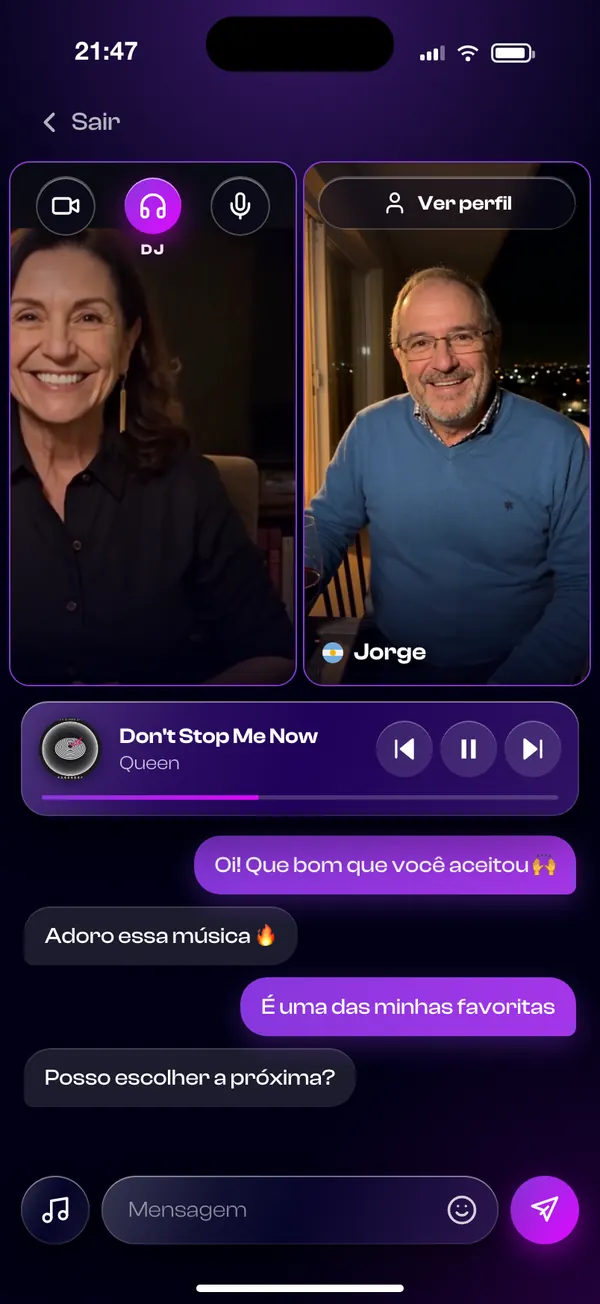 21:47
Sair
DJ
Ver perfil
Jorge
Don't Stop Me Now
Queen
Oi! Que bom que você aceitou 🙌
Adoro essa música 🔥
É uma das minhas favoritas
Posso escolher a próxima?
Mensagem